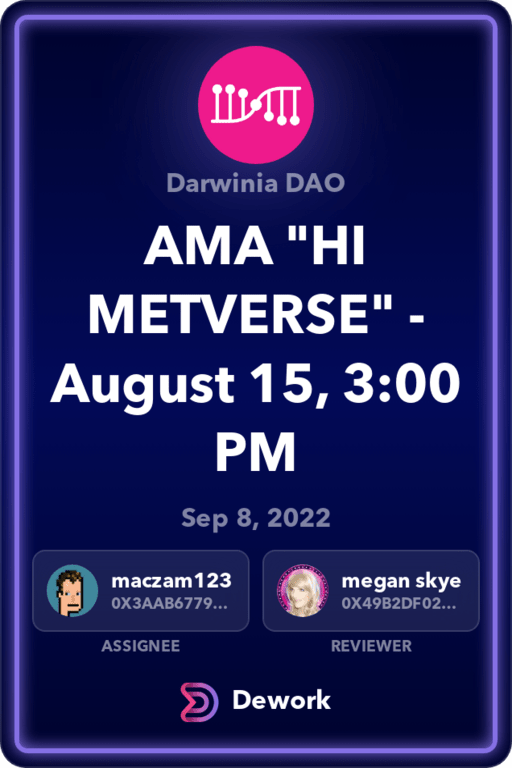 Darwinia DAO
AMA "HI
METVERSE" -
August 15, 3:00
PM
Sep 8, 2022
maczam123
0X3AAB6779...
megan skye
0X49B2DF02...
ASSIGNEE
REVIEWER
Dework